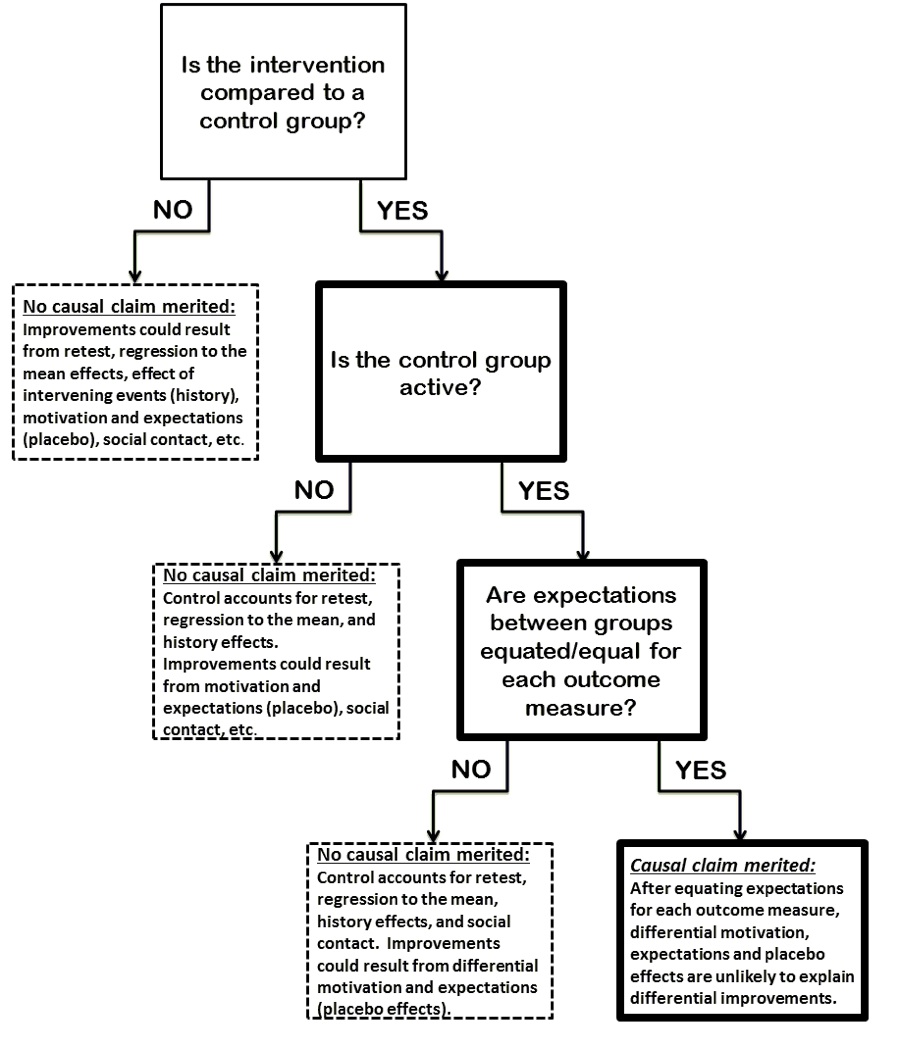 Is the intervention
compared to a
control group?
NO
YES
No causal claim merited:
Improvements could result
from retest, regression to the
mean effects, effect of
intervening events (history),
motivation and expectations
(placebo), social contact, etc.
Is the control group
active?
NO
YES
No causal claim merited:
Control accounts for retest,
regression to the mean, and
history effects.
Improvements could result
from motivation and
expectations (placebo), social
contact, etc.
Are expectations
between groups
equated/equal for
each outcome
measure?
NO
YES
No causal claim merited:
Control accounts for retest,
regression to the mean,
history effects, and social
contact.  Improvements
could result from differential
motivation and expectations
(placebo effects).
Causal claim merited:
After equating expectations
for each outcome measure,
differential motivation,
expectations and placebo
effects are unlikely to explain
differential improvements.